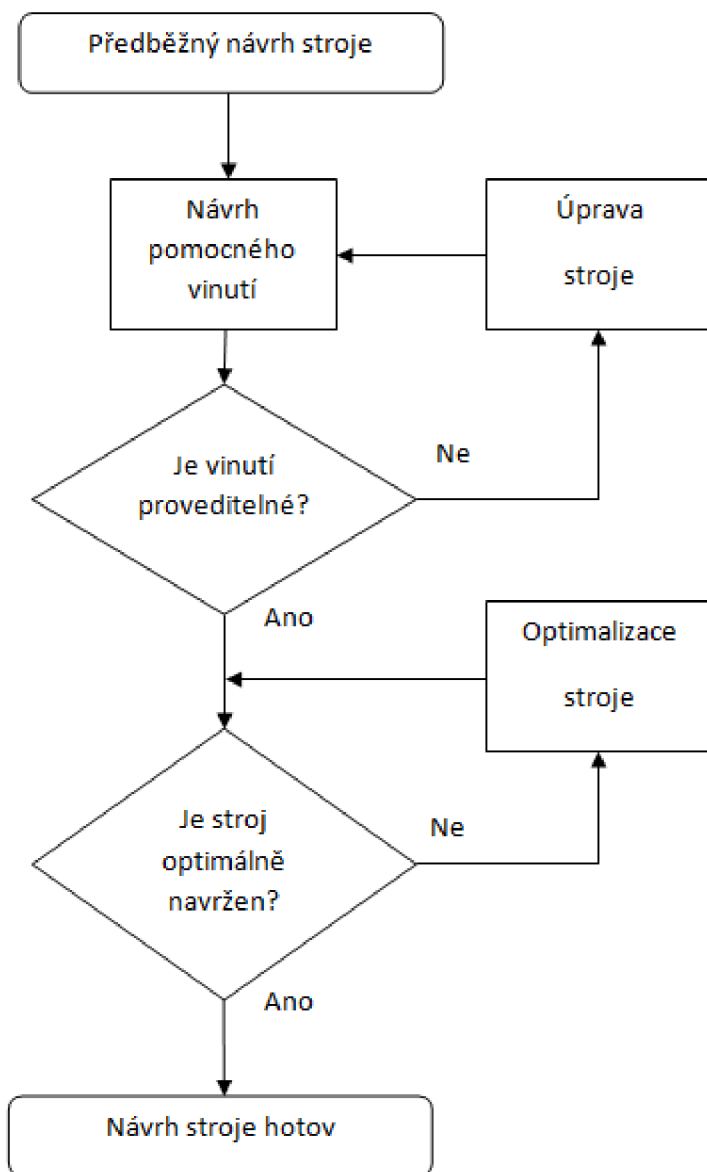 Předběžný návrh stroje
Návrh
pomocného
vinutí
Úprava
stroje
Je vinutí
proveditelné?
Ne
Ano
Optimalizace
stroje
Je stroj
optimálně
navržen?
Ne
Ano
Návrh stroje hotov